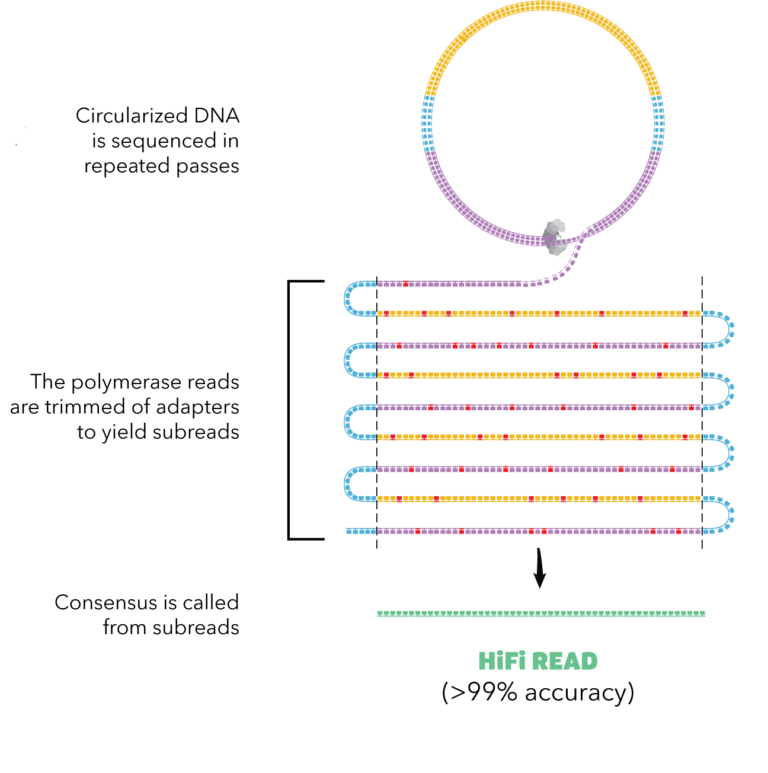 Circularized DNA
is sequenced in
repeated passes
The polymerase reads
are trimmed of adapters
to yield subreads
Consensus is called
from subreads
HiFi READ
(>99% accuracy)